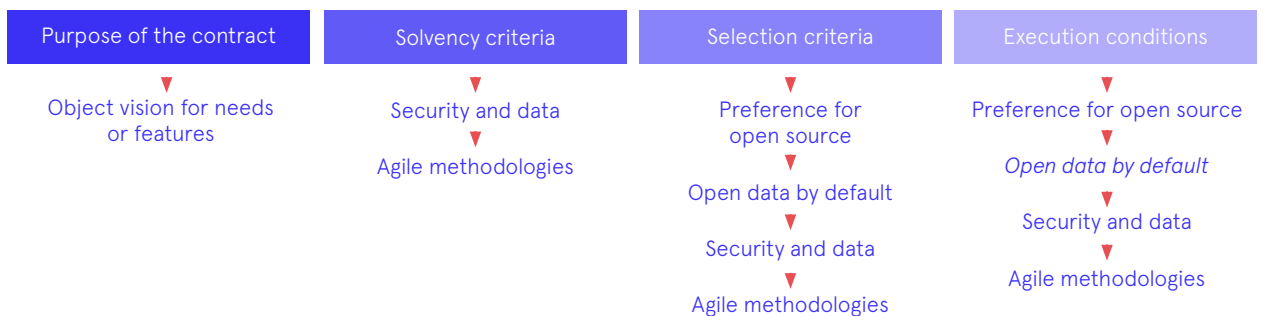 Purpose of the contract
Object vision for needs
or features
Solvency criteria
Security and data
Agile methodologies
Selection criteria
Preference for
open source
Open data by default
Security and data
Agile methodologies
Execution conditions
Preference for open source
Open data by default
Security and data
Agile methodologies